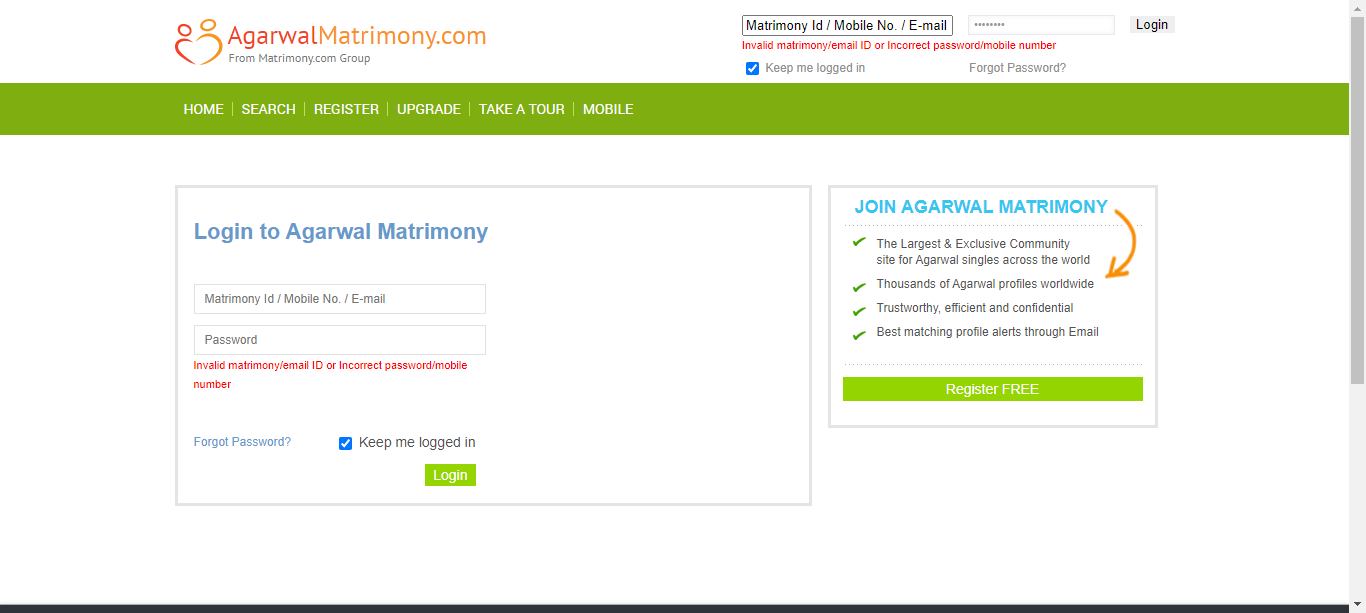 AgarwalMatrimony.com
From Matrimony.com Group
Matrimony Id / Mobile No. / E-mail
••••••••
Login
Invalid matrimony/email ID or Incorrect password/mobile number
Keep me logged in
Forgot Password?
HOME
SEARCH
REGISTER
UPGRADE
TAKE A TOUR
MOBILE
Login to Agarwal Matrimony
Matrimony Id / Mobile No. / E-mail
Password
Invalid matrimony/email ID or Incorrect password/mobile
number
Forgot Password?
Keep me logged in
Login
JOIN AGARWAL MATRIMONY
The Largest & Exclusive Community
site for Agarwal singles across the world
Thousands of Agarwal profiles worldwide
Trustworthy, efficient and confidential
Best matching profile alerts through Email
Register FREE